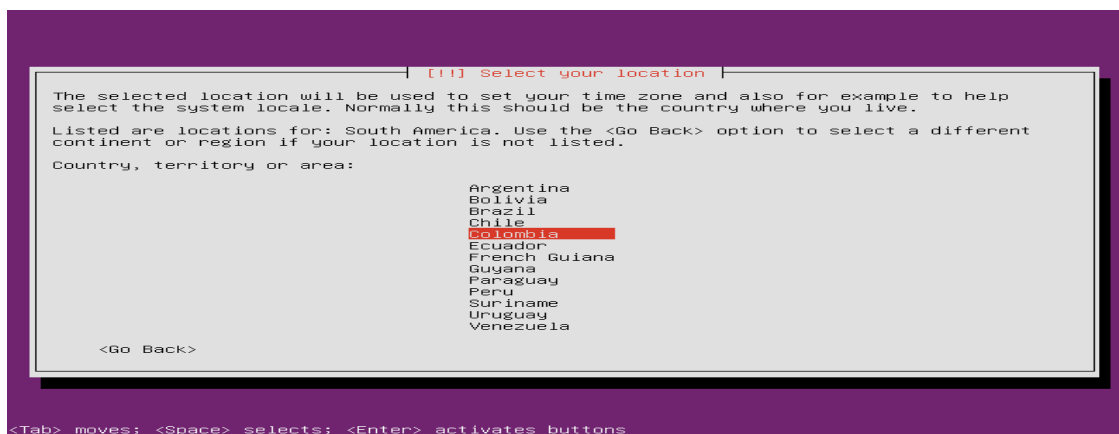 [!!] Select your location
The selected location will be used to set your time zone and also for example to help
select the system locale. Normally this should be the country where you live.
Listed are locations for: South America. Use the <Go Back> option to select a different
continent or region if your location is not listed.
Country, territory or area:
Argentina
Bolivia
Brazil
Chile
Colombia
Ecuador
French Guiana
Guyana
Paraguay
Peru
Suriname
Uruguay
Venezuela
<Go Back>
<Tab> moves; <Space> selects; <Enter> activates buttons